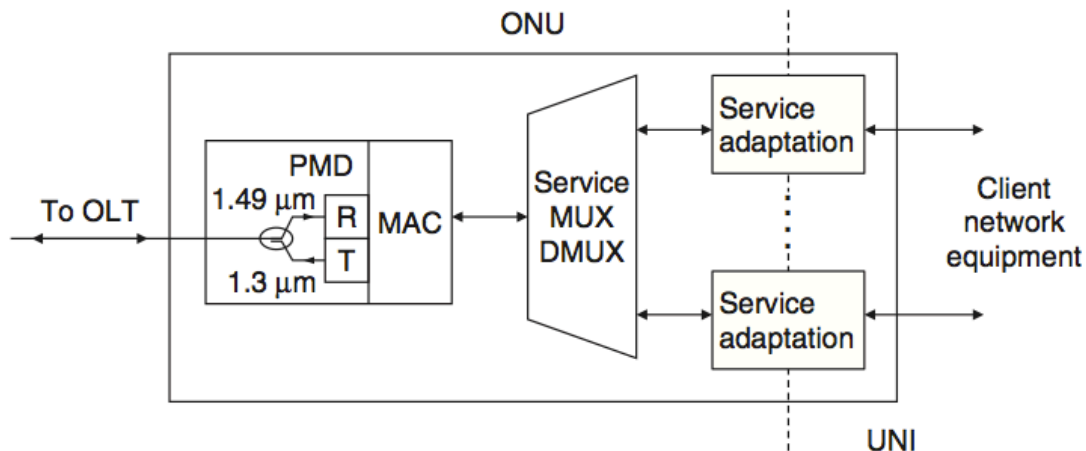 ONU
Service
adaptation
PMD
1.49 μm
R
To OLT
MAC
T
1.3 μm
Service
MUX
DMUX
Client
network
equipment
Service
adaptation
UNI